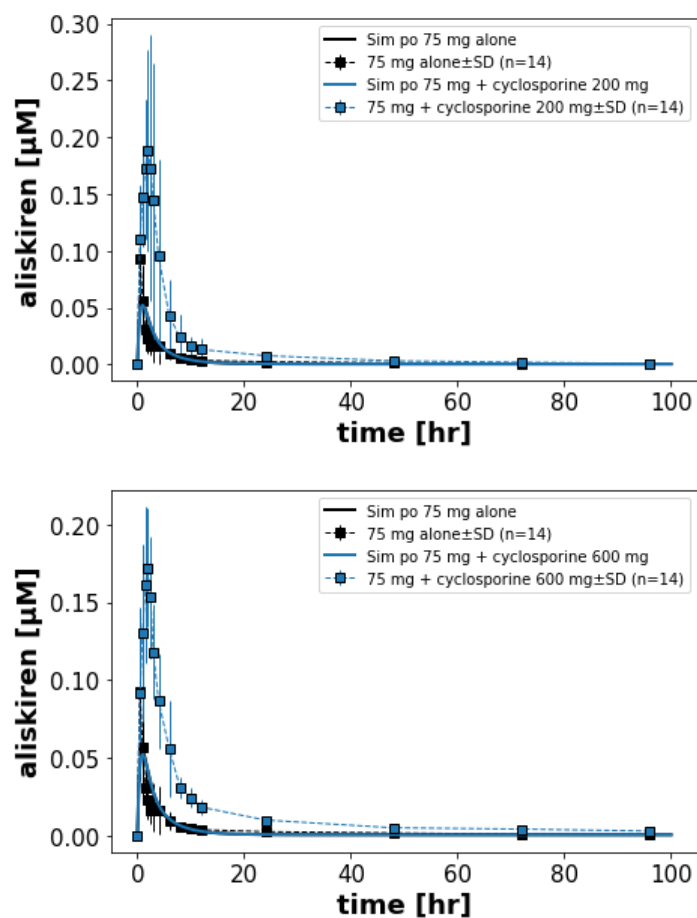 0.30
0.25
0.20
0.15
0.10
0.05
0.00
aliskiren [µM]
Sim po 75 mg alone
75 mg alone±SD (n=14)
Sim po 75 mg + cyclosporine 200 mg
75 mg + cyclosporine 200 mg±SD (n=14)
0 20 40 60 80 100
time [hr]
0.20
0.15
0.10
0.05
0.00
aliskiren [µM]
Sim po 75 mg alone
75 mg alone±SD (n=14)
Sim po 75 mg + cyclosporine 600 mg
75 mg + cyclosporine 600 mg±SD (n=14)
0 20 40 60 80 100
time [hr]